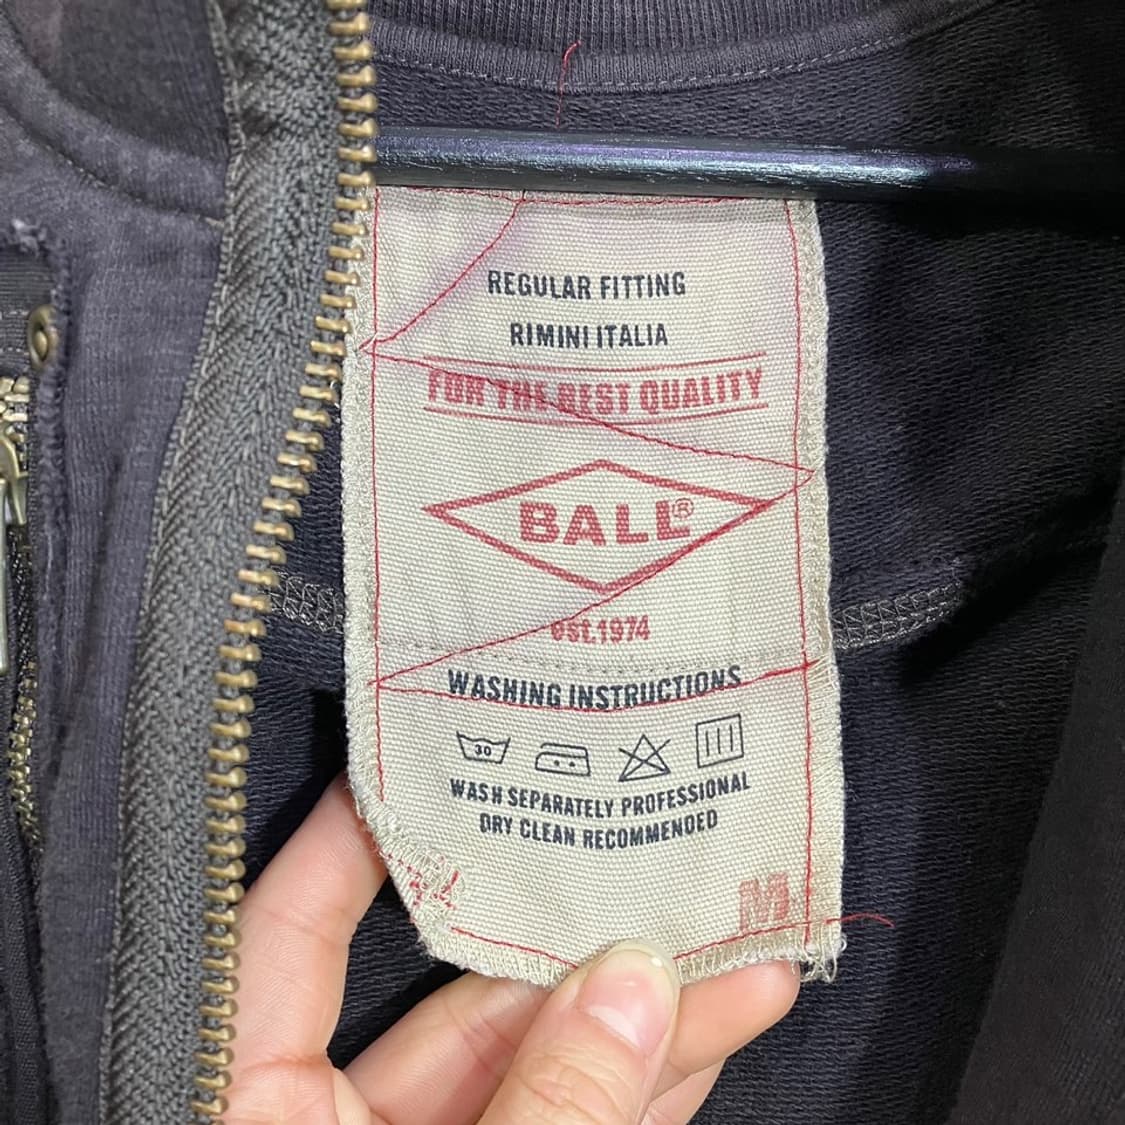 REGULAR FITTING
RIMINI ITALIA
FOR THE BEST QUALITY
BALL®
est.1974
WASHING INSTRUCTIONS
30
WASH SEPARATELY PROFESSIONAL
DRY CLEAN RECOMMENDED
M